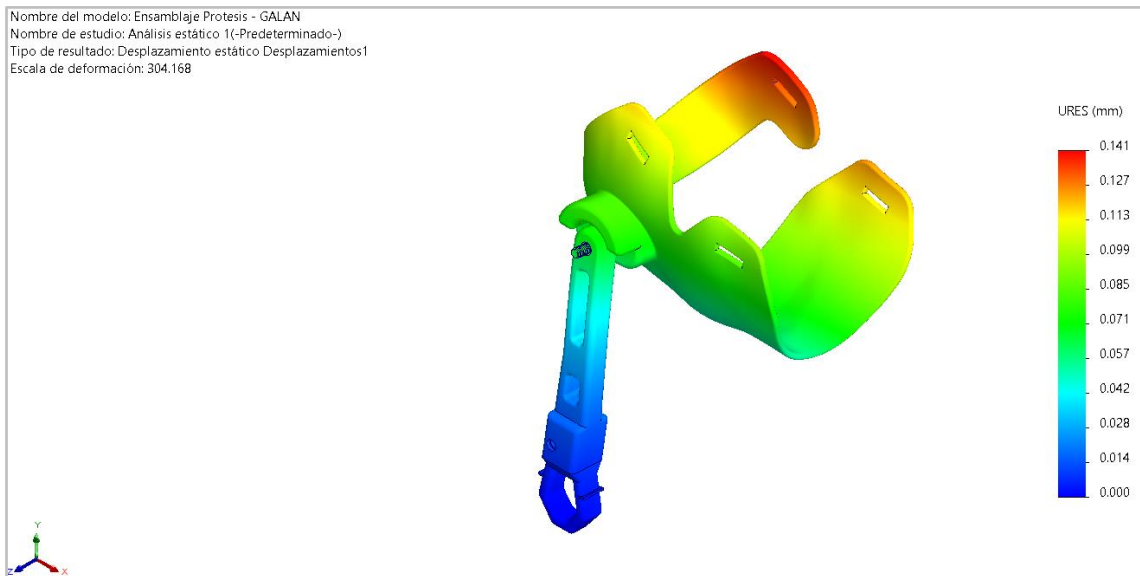 Nombre del modelo: Ensamblaje Protesis - GALAN
Nombre de estudio: Análisis estático 1(-Predeterminado-)
Tipo de resultado: Desplazamiento estático Desplazamientos1
Escala de deformación: 304.168
URES (mm)
0.141
0.127
0.113
0.099
0.085
0.071
0.057
0.042
0.028
0.014
0.000
Y
Z
X